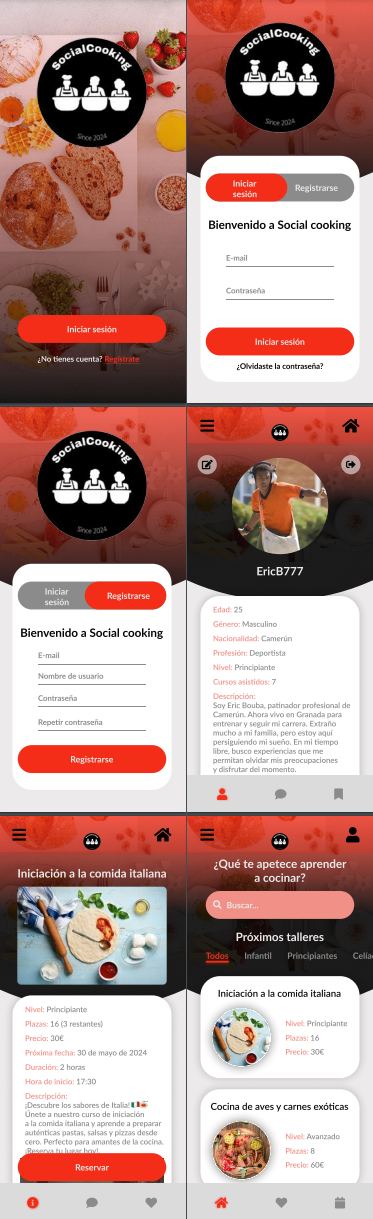 SocialCooking
Since 2024
Iniciar sesión
¿No tienes cuenta? Regístrate
SocialCooking
Since 2024
Iniciar
sesión
Registrarse
Bienvenido a Social cooking
E-mail
Contraseña
Iniciar sesión
¿Olvidaste la contraseña?
SocialCooking
Since 2024
Iniciar
sesión
Registrarse
Bienvenido a Social cooking
E-mail
Nombre de usuario
Contraseña
Repetir contraseña
Registrarse
EricB777
Edad: 25
Género: Masculino
Nacionalidad: Camerún
Profesión: Deportista
Nivel: Principiante
Cursos asistidos: 7
Descripción:
Soy Eric Bouba, patinador profesional de
Camerún. Ahora vivo en Granada para
entrenar y seguir mi carrera. Extraño
mucho a mi familia, pero estoy aquí
persiguiendo mi sueño. En mi tiempo
libre, busco experiencias que me
permitan olvidar mis preocupaciones
y disfrutar del momento.
Iniciación a la comida italiana
Nivel: Principiante
Plazas: 16 (3 restantes)
Precio: 30€
Próxima fecha: 30 de mayo de 2024
Duración: 2 horas
Hora de inicio: 17:30
Descripción:
¡Descubre los sabores de Italia!🇮🇹🍝
Únete a nuestro curso de iniciación
a la comida italiana y aprende a preparar
auténticas pastas, salsas y pizzas desde
cero. Perfecto para amantes de la cocina.
¡Reserva tu lugar hoy!
Reservar
¿Qué te apetece aprender
a cocinar?
Buscar...
Próximos talleres
Todos Infantil Principiantes Celía
Iniciación a la comida italiana
Nivel: Principiante
Plazas: 16
Precio: 30€
Cocina de aves y carnes exóticas
Nivel: Avanzado
Plazas: 8
Precio: 60€